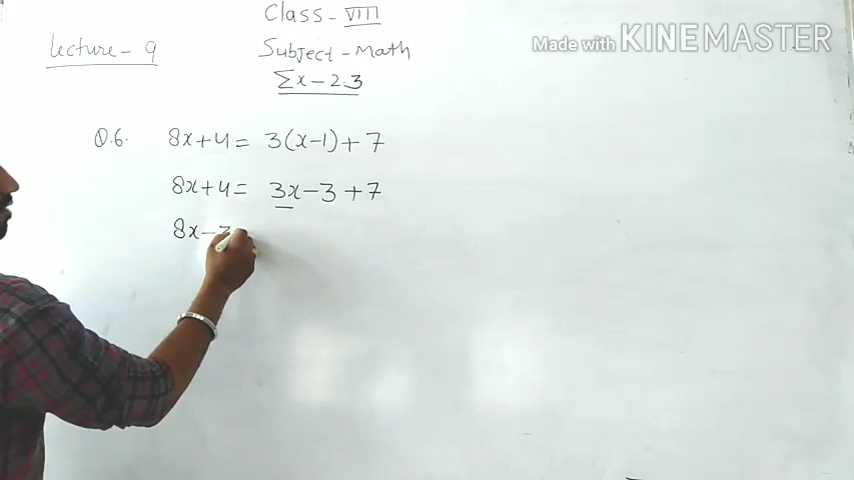 Class - VIII
Lecture - 9
Subject - Math
Made with KINEMASTER
Ex - 2.3
Q.6. 8x+4= 3(x-1)+7
8x+4= 3x-3+7
8x-3